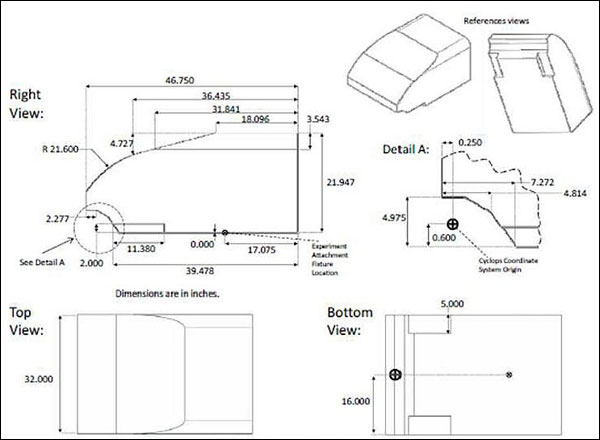 References views
Right
View:
46.750
36.435
31.841
18.096
3.543
4.727
R 21.600
21.947
2.277
See Detail A
2.000
11.380
0.000
17.075
39.478
Experiment
Attachment
Fixture
Location
Detail A:
0.250
7.272
4.814
4.975
0.600
Cyclops Coordinate
System Origin
Dimensions are in inches.
Top
View:
32.000
Bottom
View:
5.000
16.000